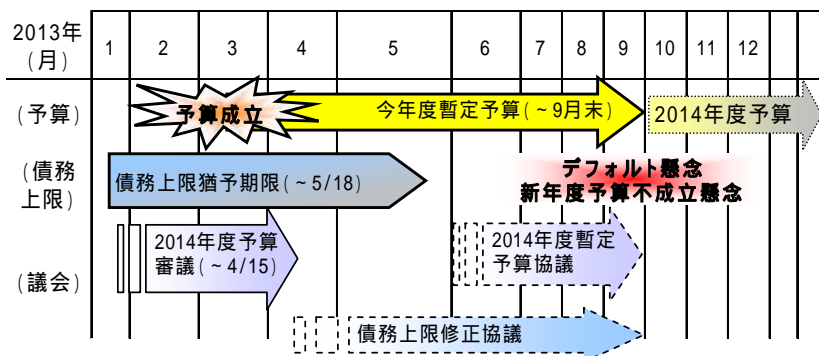 2013年
(月)
1 2 3 4 5 6 7 8 9 10 11 12
(予算)
予算成立
今年度暫定予算(~9月末)
2014年度予算
(債務
上限)
債務上限猶予期限(~5/18)
デフォルト懸念
新年度予算不成立懸念
(議会)
2014年度予算
審議(~4/15)
2014年度暫定
予算協議
債務上限修正協議